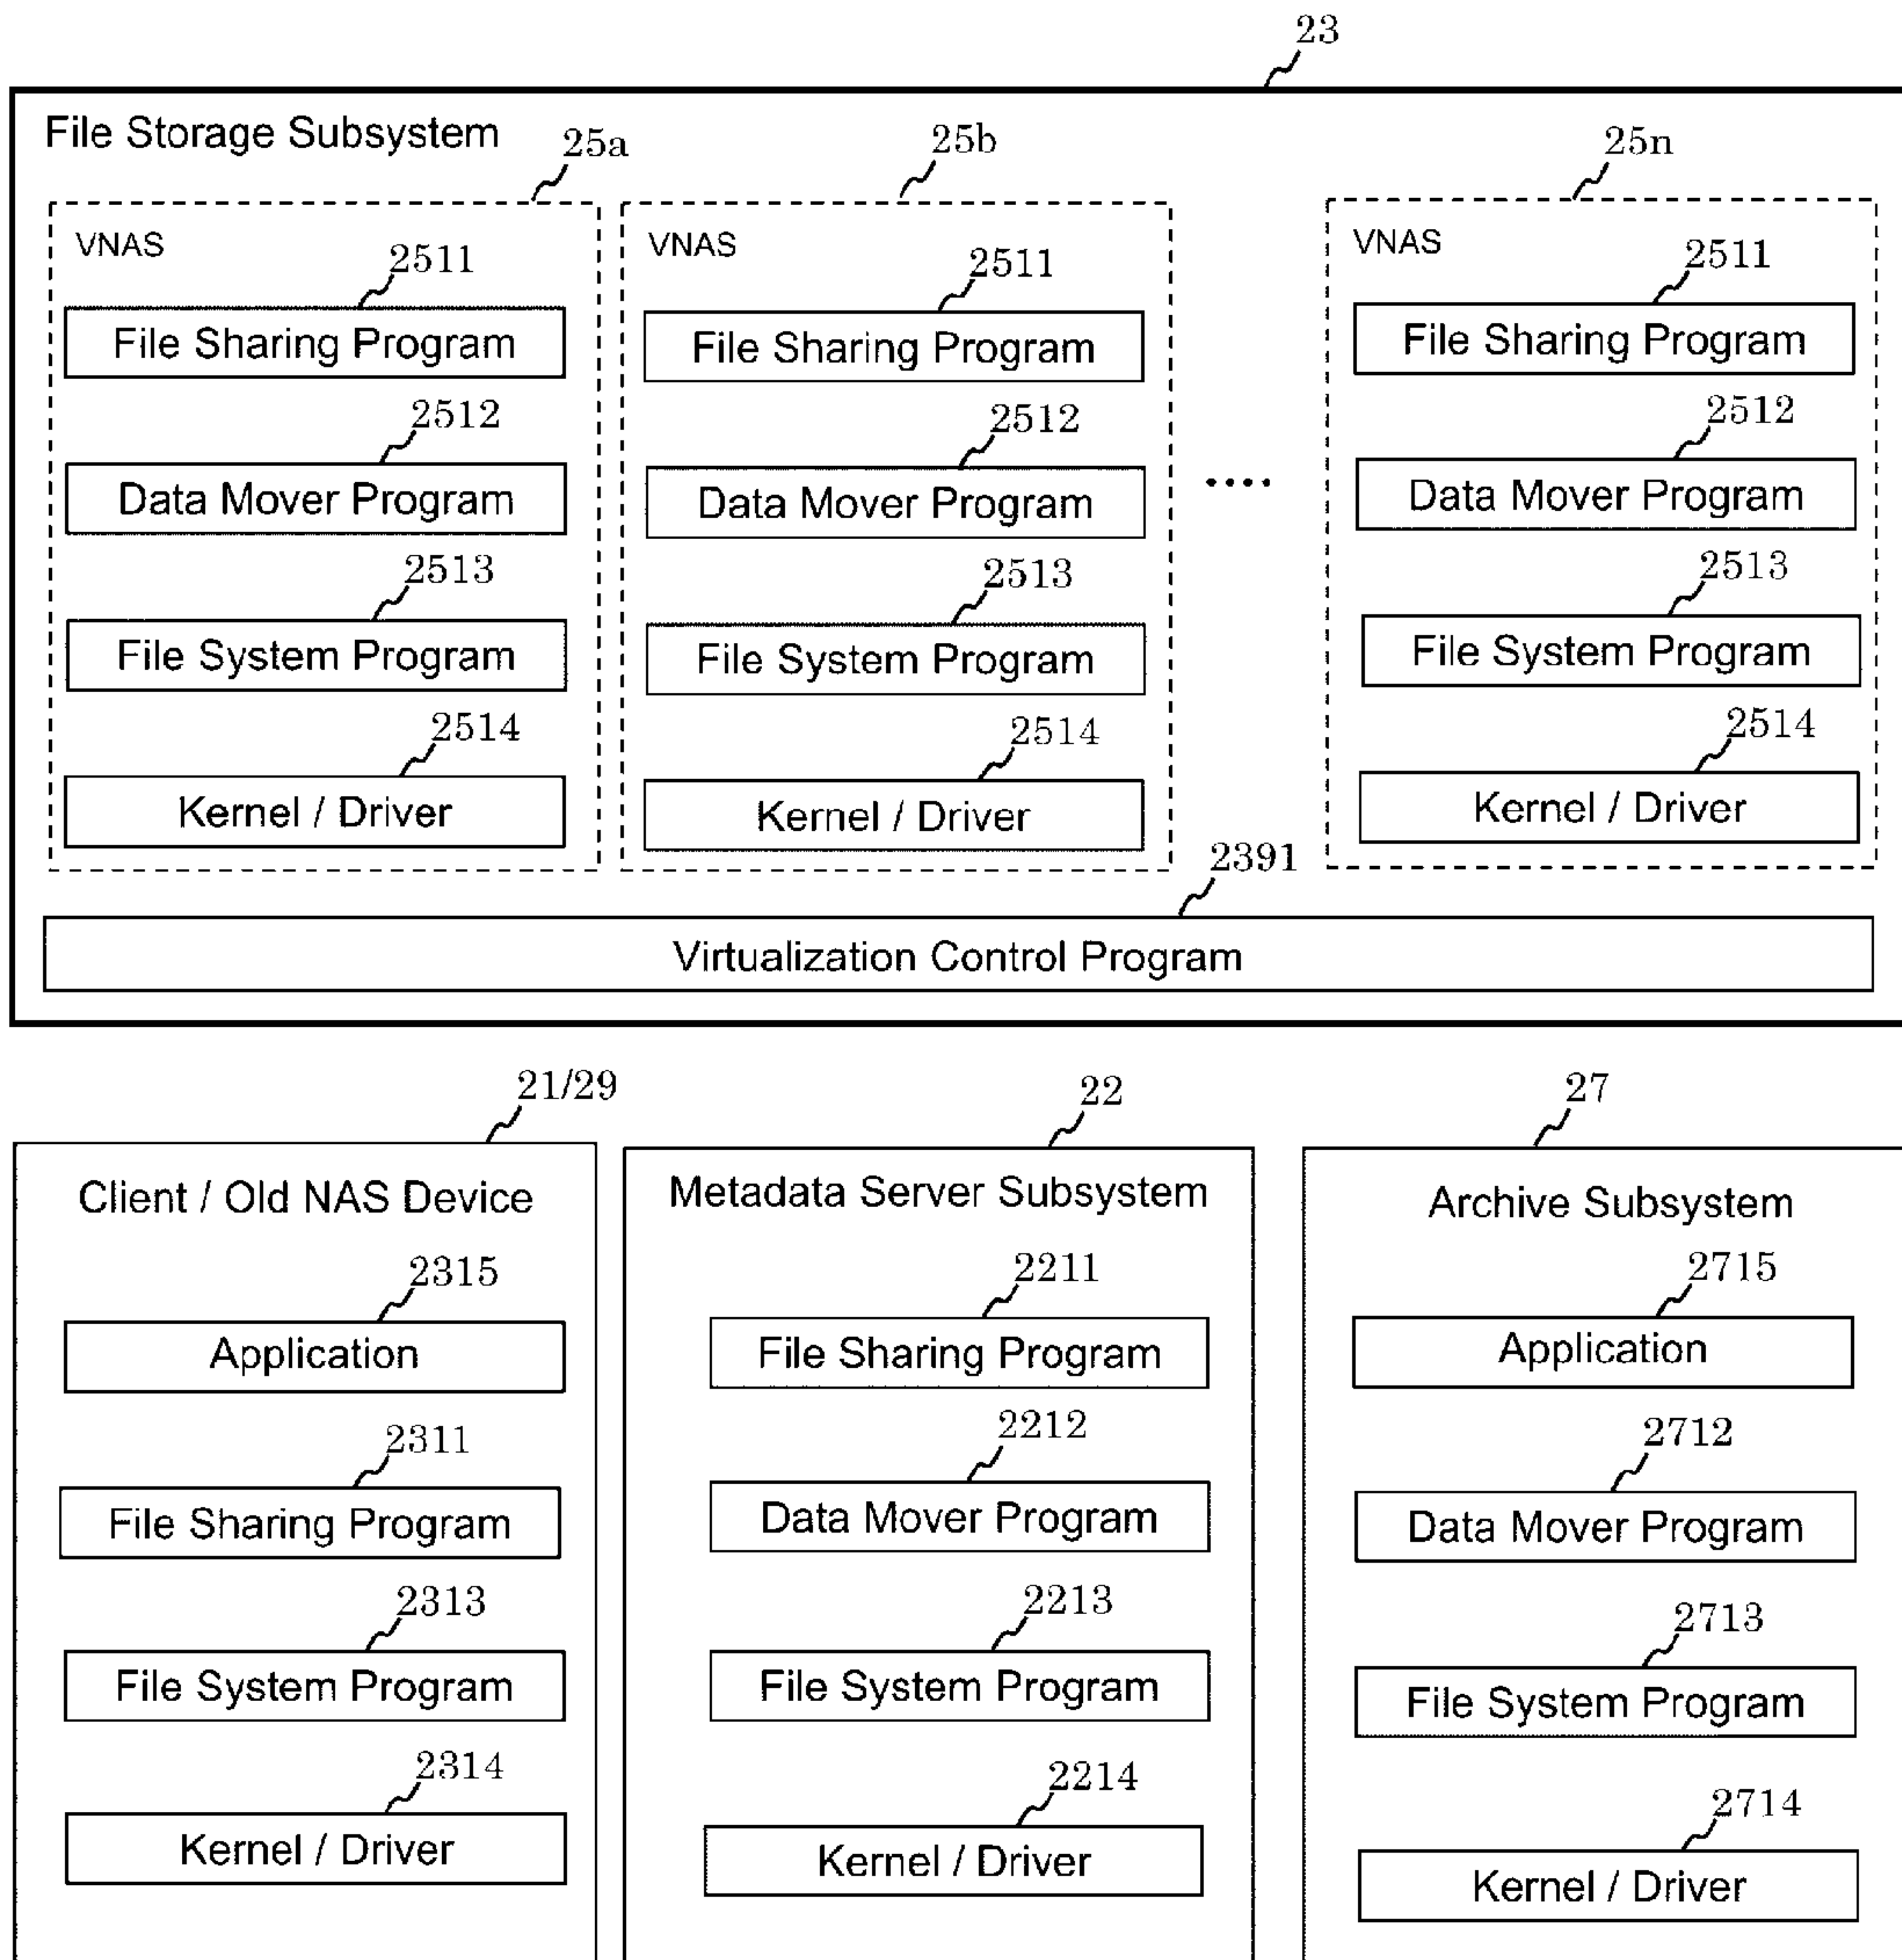 23
File Storage Subsystem
25a
25b
25n
VNAS
VNAS
VNAS
2511
2511
2511
File Sharing Program
File Sharing Program
File Sharing Program
2512
2512
2512
Data Mover Program
Data Mover Program
....
Data Mover Program
2513
2513
2513
File System Program
File System Program
File System Program
2514
2514
2514
Kernel / Driver
Kernel / Driver
Kernel / Driver
2391
Virtualization Control Program
21/29
22
27
Client / Old NAS Device
Metadata Server Subsystem
Archive Subsystem
2315
2211
2715
Application
File Sharing Program
Application
2311
2212
2712
File Sharing Program
Data Mover Program
Data Mover Program
2313
2213
2713
File System Program
File System Program
File System Program
2314
2214
2714
Kernel / Driver
Kernel / Driver
Kernel / Driver